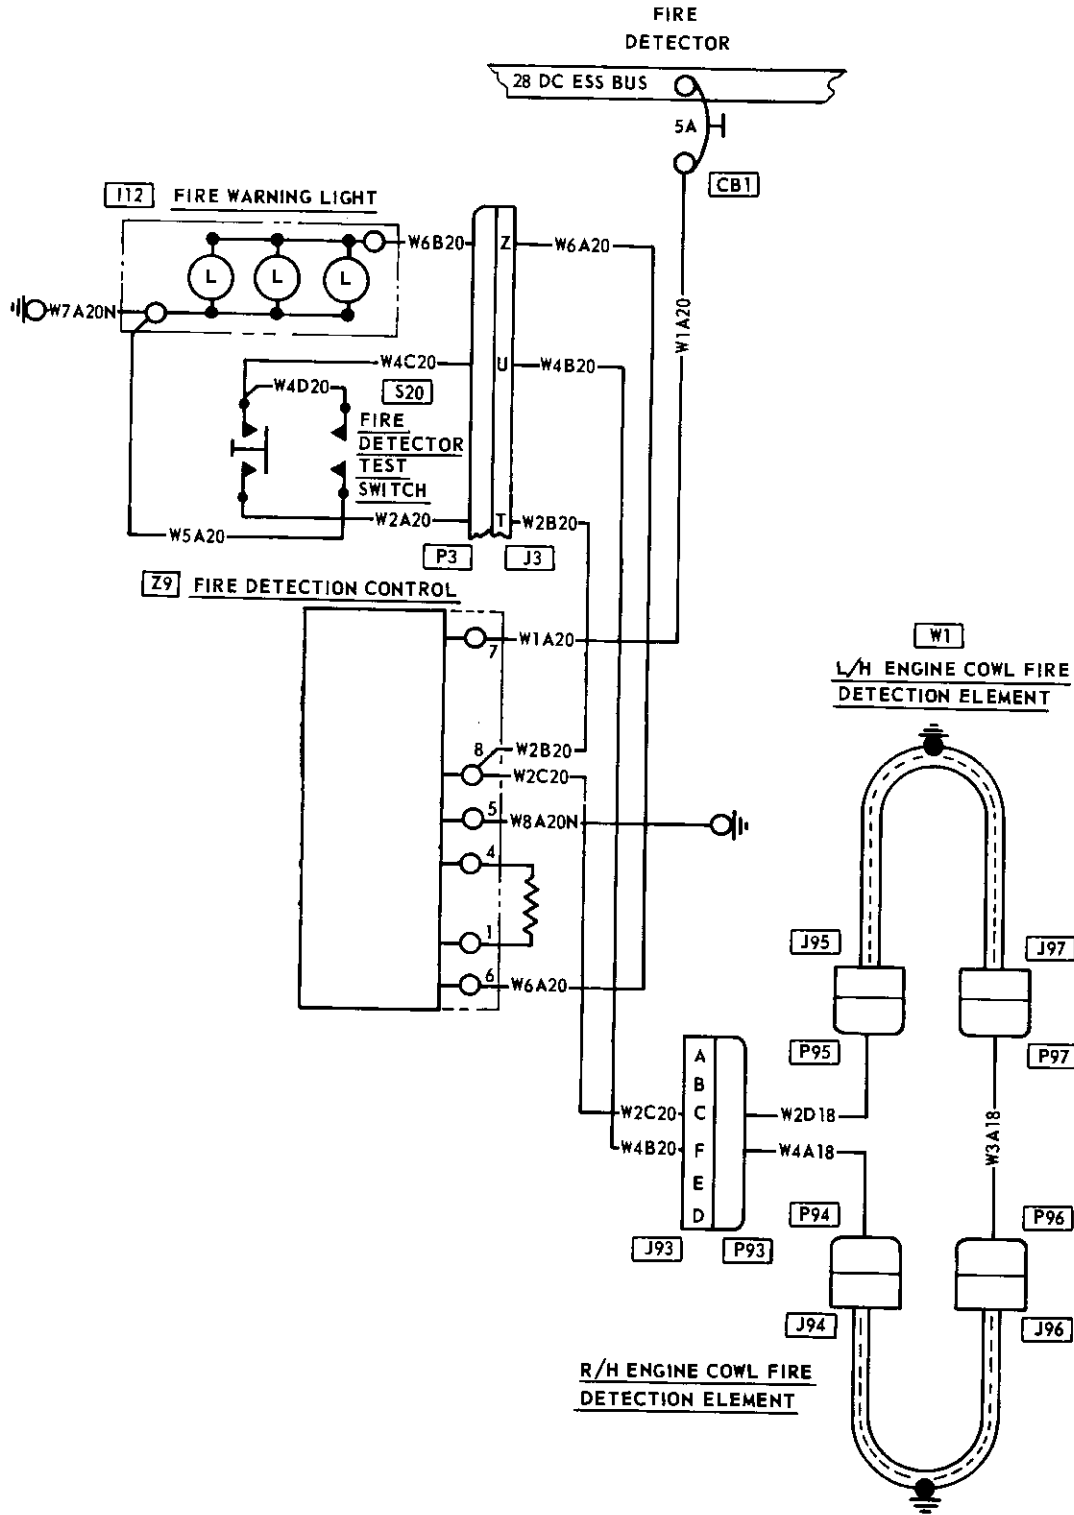 FIRE
DETECTOR
28 DC ESS BUS
5A
CB1
I12 FIRE WARNING LIGHT
W6B20 Z W6A20
L L L
W7A20N
W1A20
W4C20 U W4B20
W4D20 S20
FIRE
DETECTOR
TEST
SWITCH
W2A20 T W2B20
W5A20
P3 J3
Z9 FIRE DETECTION CONTROL
7 W1A20
W1
L/H ENGINE COWL FIRE
DETECTION ELEMENT
8 W2B20
W2C20
5 W8A20N
4
1
6 W6A20
J95 J97
P95 P97
A
B
W2C20 C W2D18
W4B20 F W4A18
E
D
W3A18
J93 P93
P94 P96
J94 J96
R/H ENGINE COWL FIRE
DETECTION ELEMENT